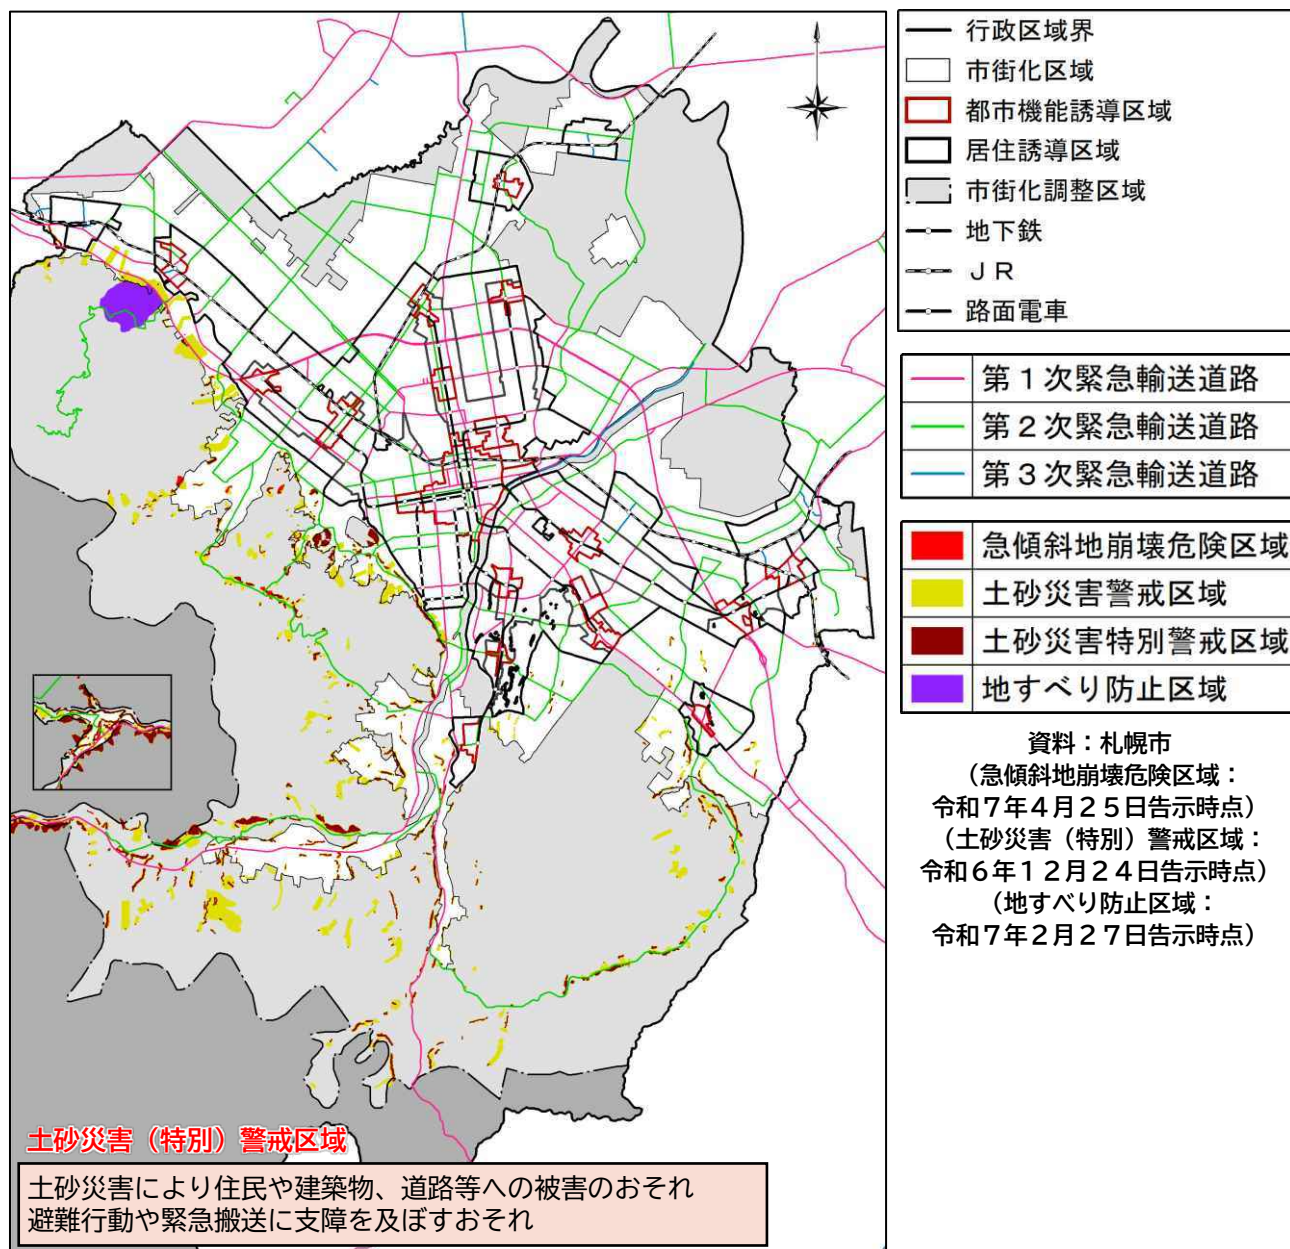 行政区域界
市街化区域
都市機能誘導区域
居住誘導区域
市街化調整区域
地下鉄
ＪＲ
路面電車
第１次緊急輸送道路
第２次緊急輸送道路
第３次緊急輸送道路
急傾斜地崩壊危険区域
土砂災害警戒区域
土砂災害特別警戒区域
地すべり防止区域
資料：札幌市
（急傾斜地崩壊危険区域：
令和７年４月２５日告示時点）
（土砂災害（特別）警戒区域：
令和６年１２月２４日告示時点）
（地すべり防止区域：
令和７年２月２７日告示時点）
土砂災害（特別）警戒区域
土砂災害により住民や建築物、道路等への被害のおそれ
避難行動や緊急搬送に支障を及ぼすおそれ